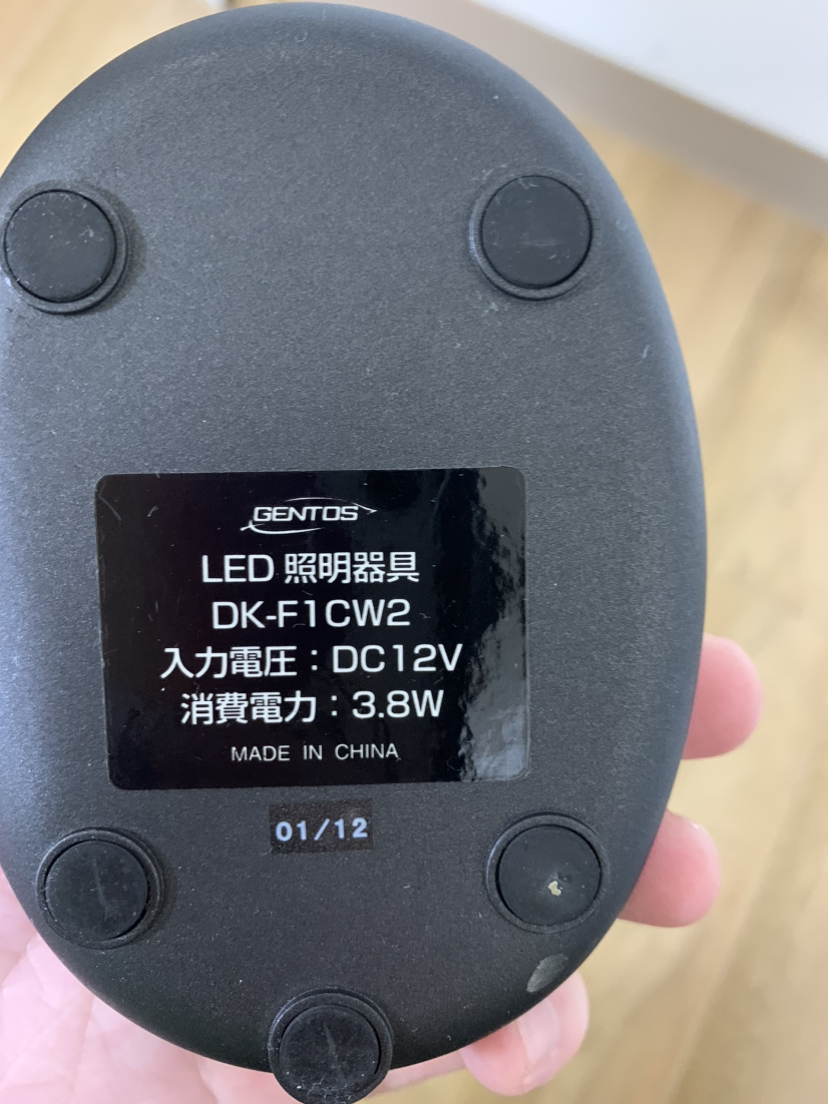 GENTOS
LED 照明器具
DK-F1CW2
入力電圧：DC12V
消費電力：3.8W
MADE IN CHINA
01/12